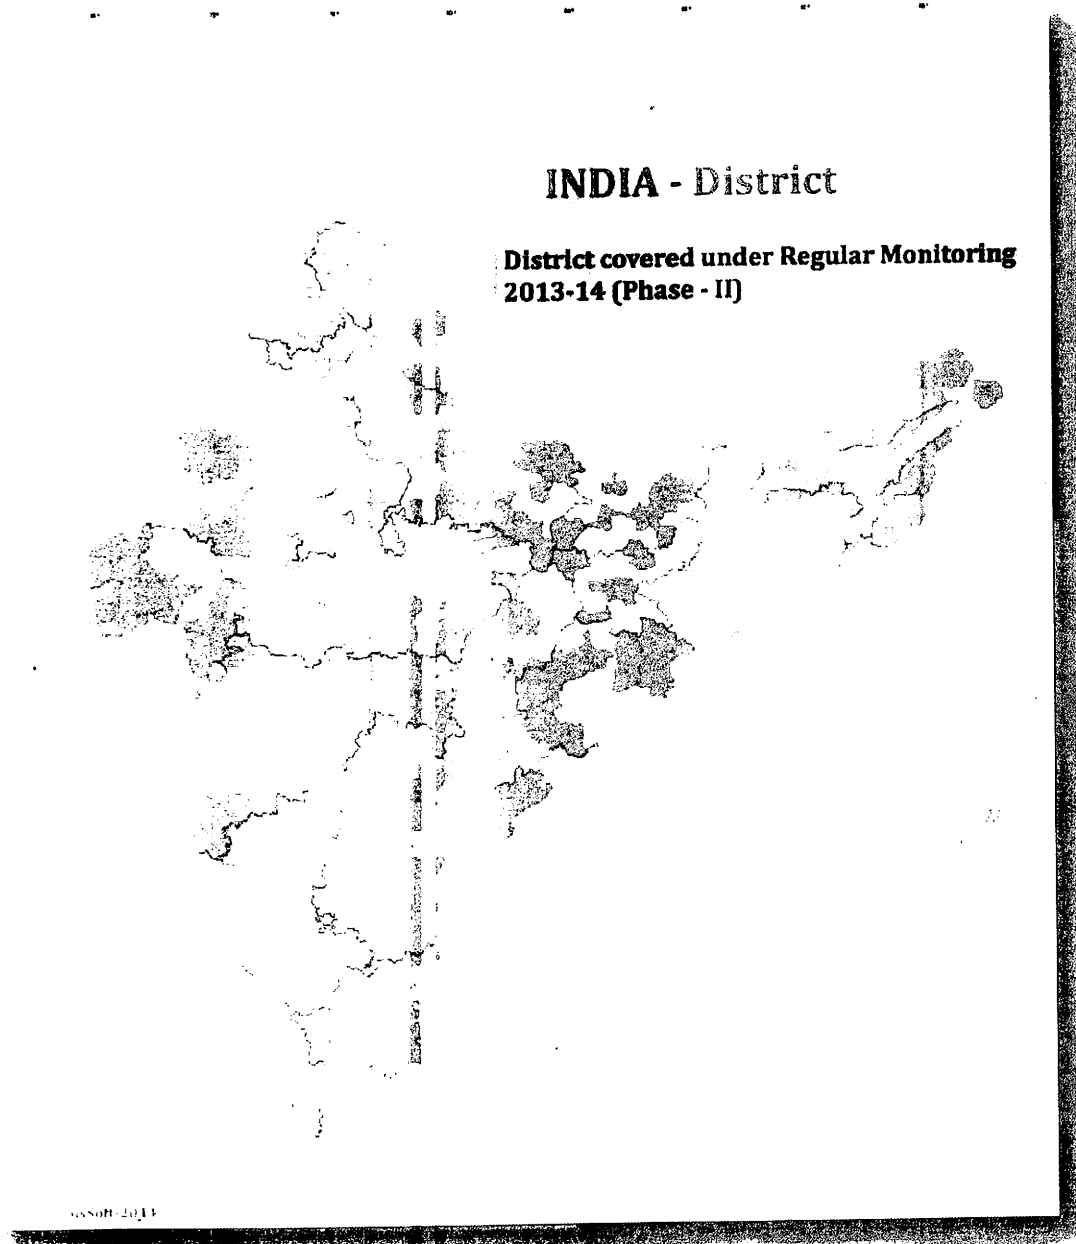 INDIA - District
District covered under Regular Monitoring
2013-14 (Phase - II)